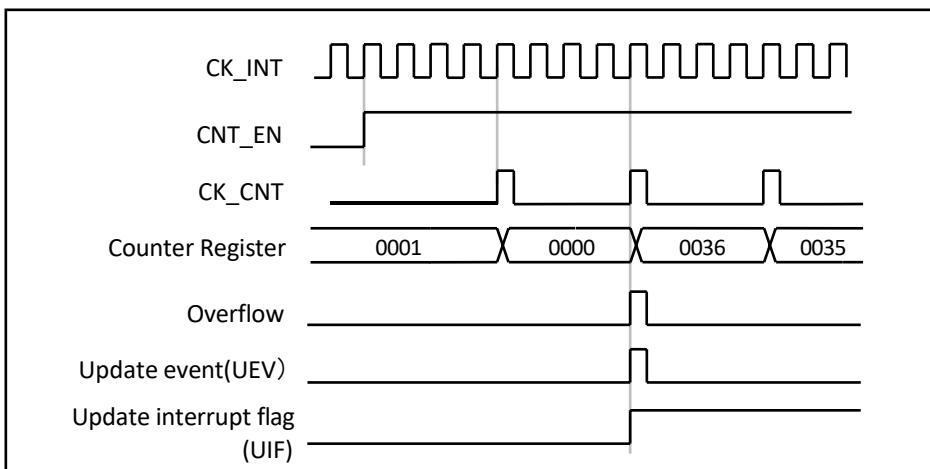 CK_INT
CNT_EN
CK_CNT
Counter Register 0001 0000 0036 0035
Overflow
Update event(UEV）
Update interrupt flag
(UIF)